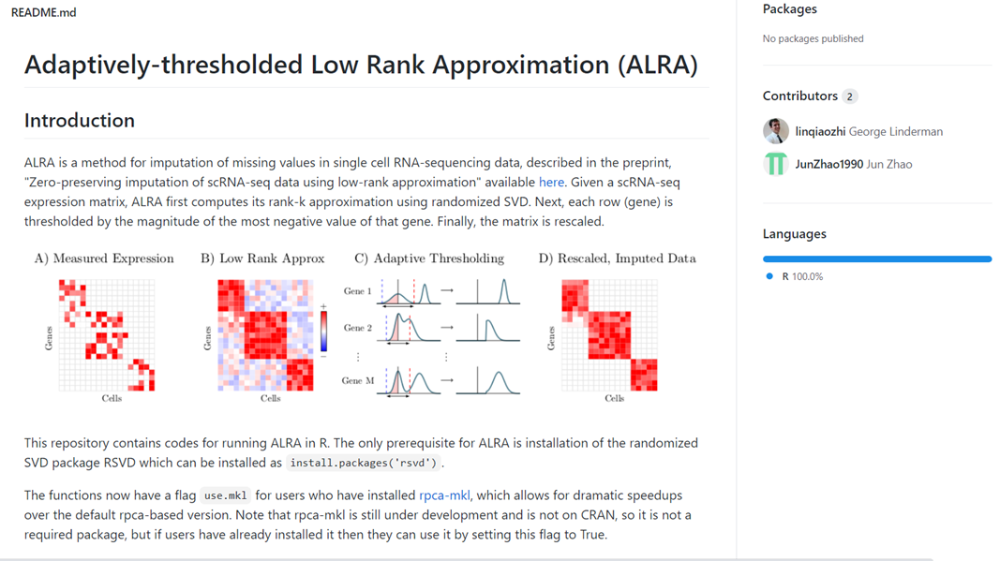 README.md
Adaptively-thresholded Low Rank Approximation (ALRA)
Introduction
ALRA is a method for imputation of missing values in single cell RNA-sequencing data, described in the preprint,
"Zero-preserving imputation of scRNA-seq data using low-rank approximation" available here. Given a scRNA-seq
expression matrix, ALRA first computes its rank-k approximation using randomized SVD. Next, each row (gene) is
thresholded by the magnitude of the most negative value of that gene. Finally, the matrix is rescaled.
A) Measured Expression
Genes
Cells
B) Low Rank Approx
Genes
Cells
+
−
C) Adaptive Thresholding
Gene 1
Gene 2
Gene M
D) Rescaled, Imputed Data
Genes
Cells
This repository contains codes for running ALRA in R. The only prerequisite for ALRA is installation of the randomized
SVD package RSVD which can be installed as install.packages('rsvd').
The functions now have a flag use.mkl for users who have installed rpca-mkl, which allows for dramatic speedups
over the default rpca-based version. Note that rpca-mkl is still under development and is not on CRAN, so it is not a
required package, but if users have already installed it then they can use it by setting this flag to True.
Packages
No packages published
Contributors 2
linqiaozhi George Linderman
JunZhao1990 Jun Zhao
Languages
R 100.0%